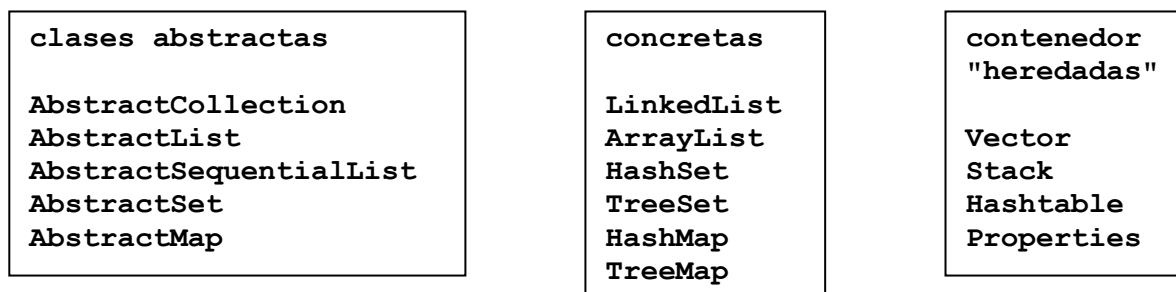 clases abstractas
AbstractCollection
AbstractList
AbstractSequentialList
AbstractSet
AbstractMap
concretas
LinkedList
ArrayList
HashSet
TreeSet
HashMap
TreeMap
contenedor
"heredadas"
Vector
Stack
Hashtable
Properties